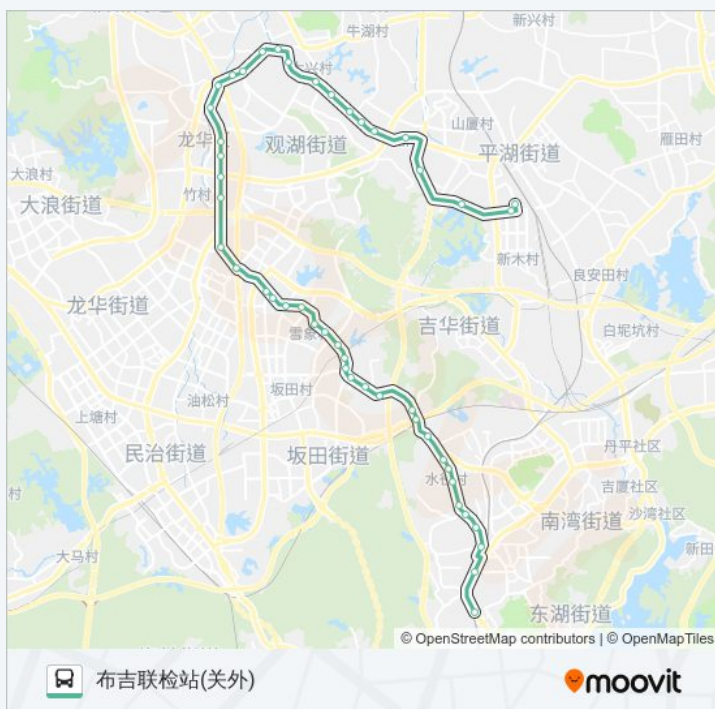 牛湖村
新兴村
大兴村
山厦村
龙华
观湖街道
平湖街道
雁田村
大浪村
竹村
大浪街道
新木村
良安田村
龙华街道
吉华街道
白坭坑村
雪象
坂田村
油松村
上塘村
丹平社区
民治街道
坂田街道
水径村
吉厦社区
村
南湾街道
沙湾社区
大马村
新田
东湖街道
© OpenStreetMap contributors | © OpenMapTiles
布吉联检站(关外)
moovit